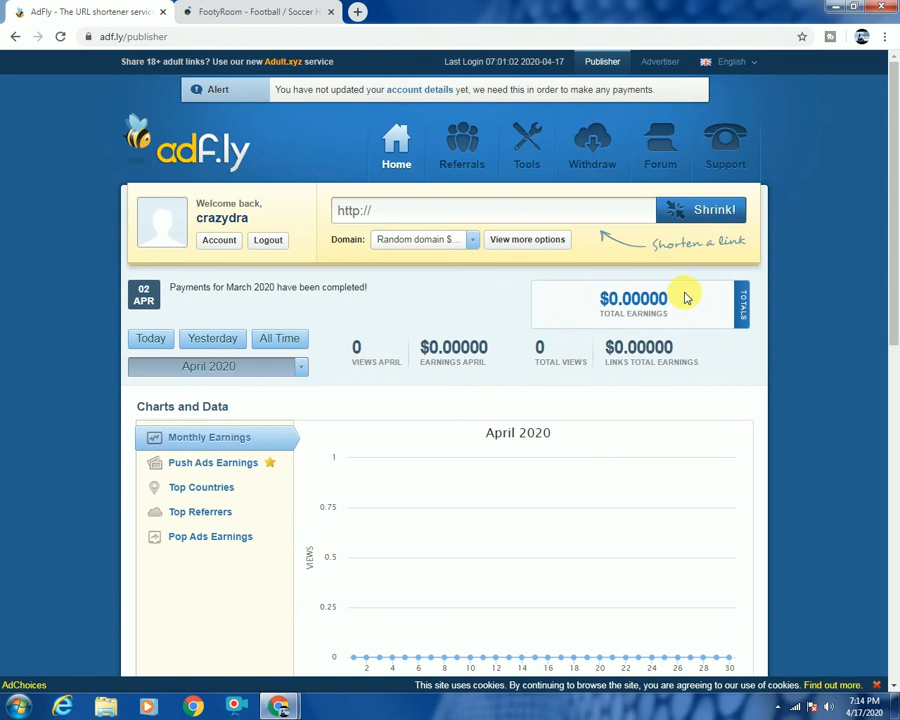 AdFly - The URL shortener servic
FootyRoom - Football / Soccer H
adf.ly/publisher
Share 18+ adult links? Use our new Adult.xyz service
Last Login 07:01:02 2020-04-17
Publisher
Advertiser
English
Alert
You have not updated your account details yet, we need this in order to make any payments.
adf.ly
Home
Referrals
Tools
Withdraw
Forum
Support
Welcome back,
crazydra
Account
Logout
http://
Shrink!
Domain:
Random domain $...
View more options
Shorten a link
02
APR
Payments for March 2020 have been completed!
$0.00000
TOTAL EARNINGS
TOTALS
Today
Yesterday
All Time
April 2020
0
VIEWS APRIL
$0.00000
EARNINGS APRIL
0
TOTAL VIEWS
$0.00000
LINKS TOTAL EARNINGS
Charts and Data
Monthly Earnings
Push Ads Earnings
Top Countries
Top Referrers
Pop Ads Earnings
April 2020
1
0.75
0.5
0.25
0
VIEWS
2 4 6 8 10 12 14 16 18 20 22 24 26 28 30
AdChoices
This site uses cookies. By continuing to browse the site, you are agreeing to our use of cookies. Find out more.
7:14 PM
4/17/2020